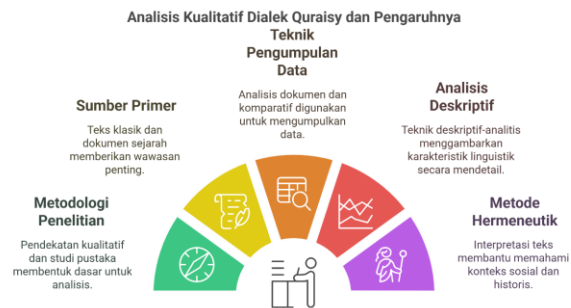 Analisis Kualitatif Dialek Quraisy dan Pengaruhnya
Teknik
Pengumpulan
Data
Analisis dokumen dan
komparatif digunakan
untuk mengumpulkan
data.
Sumber Primer
Teks klasik dan
dokumen sejarah
memberikan wawasan
penting.
Analisis
Deskriptif
Teknik deskriptif-analitis
menggambarkan
karakteristik linguistik
secara mendetail.
Metodologi
Penelitian
Pendekatan kualitatif
dan studi pustaka
membentuk dasar untuk
analisis.
Metode
Hermeneutik
Interpretasi teks
membantu memahami
konteks sosial dan
historis.